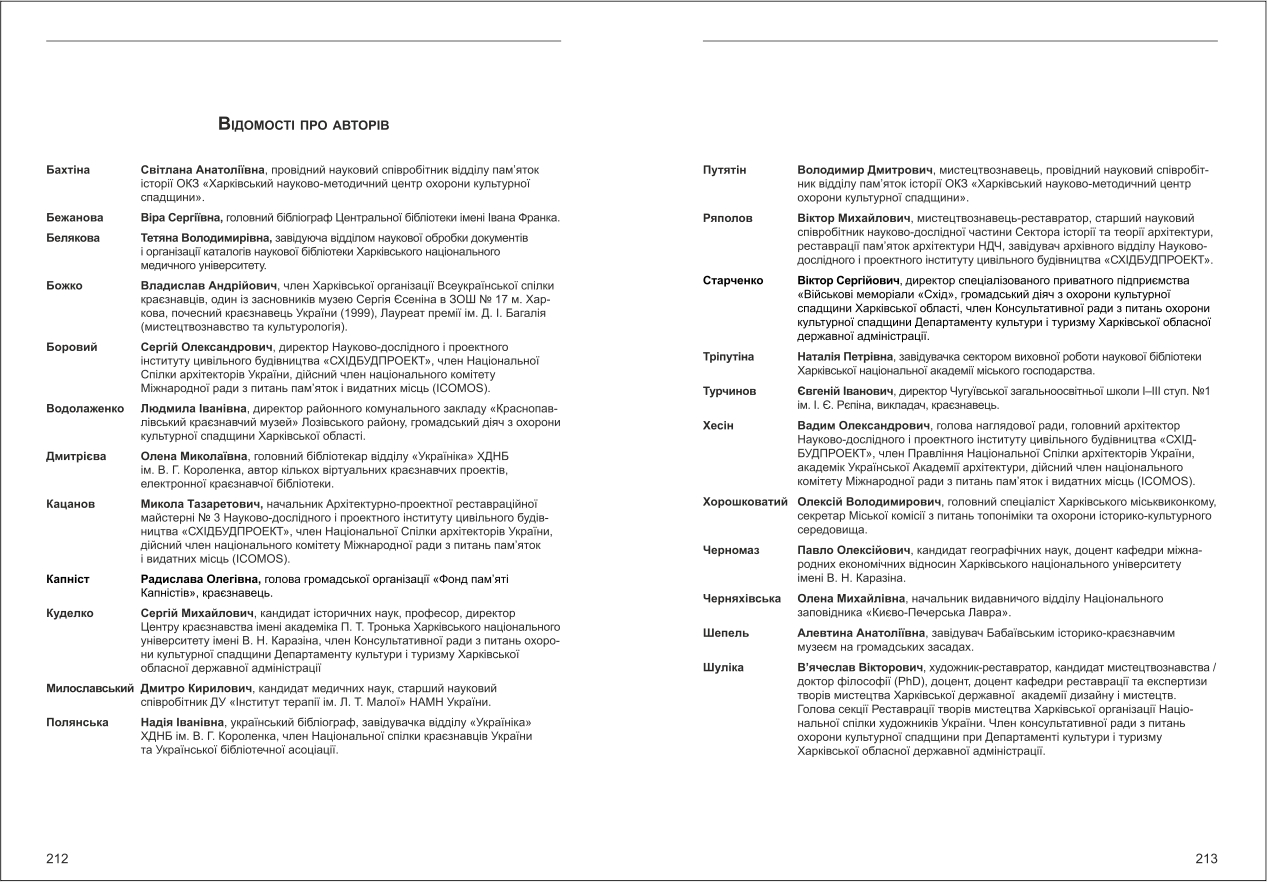 Відомості про авторів
Бахтіна Світлана Анатоліївна, провідний науковий співробітник відділу пам’яток
історії ОКЗ «Харківський науково-методичний центр охорони культурної
спадщини».
Бежанова Віра Сергіївна, головний бібліограф Центральної бібліотеки імені Івана Франка.
Белякова Тетяна Володимирівна, завідуюча відділом наукової обробки документів
і організації каталогів наукової бібліотеки Харківського національного
медичного університету.
Божко Владислав Андрійович, член Харківської організації Всеукраїнської спілки
краєзнавців, один із засновників музею Сергія Єсеніна в ЗОШ № 17 м. Хар-
кова, почесний краєзнавець України (1999), Лауреат премії ім. Д. І. Багалія
(мистецтвознавство та культурологія).
Боровий Сергій Олександрович, директор Науково-дослідного і проектного
інституту цивільного будівництва «СХІДБУДПРОЕКТ», член Національної
Спілки архітекторів України, дійсний член національного комітету
Міжнародної ради з питань пам’яток і видатних місць (ICOMOS).
Водолаженко Людмила Іванівна, директор районного комунального закладу «Краснопав-
лівський краєзнавчий музей» Лозівського району, громадський діяч з охорони
культурної спадщини Харківської області.
Дмитрієва Олена Миколаївна, головний бібліотекар відділу «Україніка» ХДНБ
ім. В. Г. Короленка, автор кількох віртуальних краєзнавчих проектів,
електронної краєзнавчої бібліотеки.
Кацанов Микола Тазаретович, начальник Архітектурно-проектної реставраційної
майстерні № 3 Науково-дослідного і проектного інституту цивільного будів-
ництва «СХІДБУДПРОЕКТ», член Національної Спілки архітекторів України,
дійсний член національного комітету Міжнародної ради з питань пам’яток
і видатних місць (ICOMOS).
Капніст Радислава Олегівна, голова громадської організації «Фонд пам’яті
Капністів», краєзнавець.
Куделко Сергій Михайлович, кандидат історичних наук, професор, директор
Центру краєзнавства імені академіка П. Т. Тронька Харківського національного
університету імені В. Н. Каразіна, член Консультативної ради з питань охоро-
ни культурної спадщини Департаменту культури і туризму Харківської
обласної державної адміністрації
Милославський Дмитро Кирилович, кандидат медичних наук, старший науковий
співробітник ДУ «Інститут терапії ім. Л. Т. Малої» НАМН України.
Полянська Надія Іванівна, український бібліограф, завідувачка відділу «Україніка»
ХДНБ ім. В. Г. Короленка, член Національної спілки краєзнавців України
та Української бібліотечної асоціації.
212
Путятін Володимир Дмитрович, мистецтвознавець, провідний науковий співробіт-
ник відділу пам’яток історії ОКЗ «Харківський науково-методичний центр
охорони культурної спадщини».
Ряполов Віктор Михайлович, мистецтвознавець-реставратор, старший науковий
співробітник науково-дослідної частини Сектора історії та теорії архітектури,
реставрації пам’яток архітектури НДЧ, завідувач архівного відділу Науково-
дослідного і проектного інституту цивільного будівництва «СХІДБУДПРОЕКТ».
Старченко Віктор Сергійович, директор спеціалізованого приватного підприємства
«Військові меморіали «Схід», громадський діяч з охорони культурної
спадщини Харківської області, член Консультативної ради з питань охорони
культурної спадщини Департаменту культури і туризму Харківської обласної
державної адміністрації.
Тріпутіна Наталія Петрівна, завідувачка сектором виховної роботи наукової бібліотеки
Харківської національної академії міського господарства.
Турчинов Євгеній Іванович, директор Чугуївської загальноосвітньої школи І–ІІІ ступ. №1
ім. І. Є. Рєпіна, викладач, краєзнавець.
Хесін Вадим Олександрович, голова наглядової ради, головний архітектор
Науково-дослідного і проектного інституту цивільного будівництва «СХІД-
БУДПРОЕКТ», член Правління Національної Спілки архітекторів України,
академік Української Академії архітектури, дійсний член національного
комітету Міжнародної ради з питань пам’яток і видатних місць (ICOMOS).
Хорошковатий Олексій Володимирович, головний спеціаліст Харківського міськвиконкому,
секретар Міської комісії з питань топоніміки та охорони історико-культурного
середовища.
Черномаз Павло Олексійович, кандидат географічних наук, доцент кафедри міжна-
родних економічних відносин Харківського національного університету
імені В. Н. Каразіна.
Черняхівська Олена Михайлівна, начальник видавничого відділу Національного
заповідника «Києво-Печерська Лавра».
Шепель Алевтина Анатоліївна, завідувач Бабаївським історико-краєзнавчим
музеєм на громадських засадах.
Шуліка В’ячеслав Вікторович, художник-реставратор, кандидат мистецтвознавства /
доктор філософії (PhD), доцент, доцент кафедри реставрації та експертизи
творів мистецтва Харківської державної академії дизайну і мистецтв.
Голова секції Реставрації творів мистецтва Харківської організації Націо-
нальної спілки художників України. Член консультативної ради з питань
охорони культурної спадщини при Департаменті культури і туризму
Харківської обласної державної адміністрації.
213